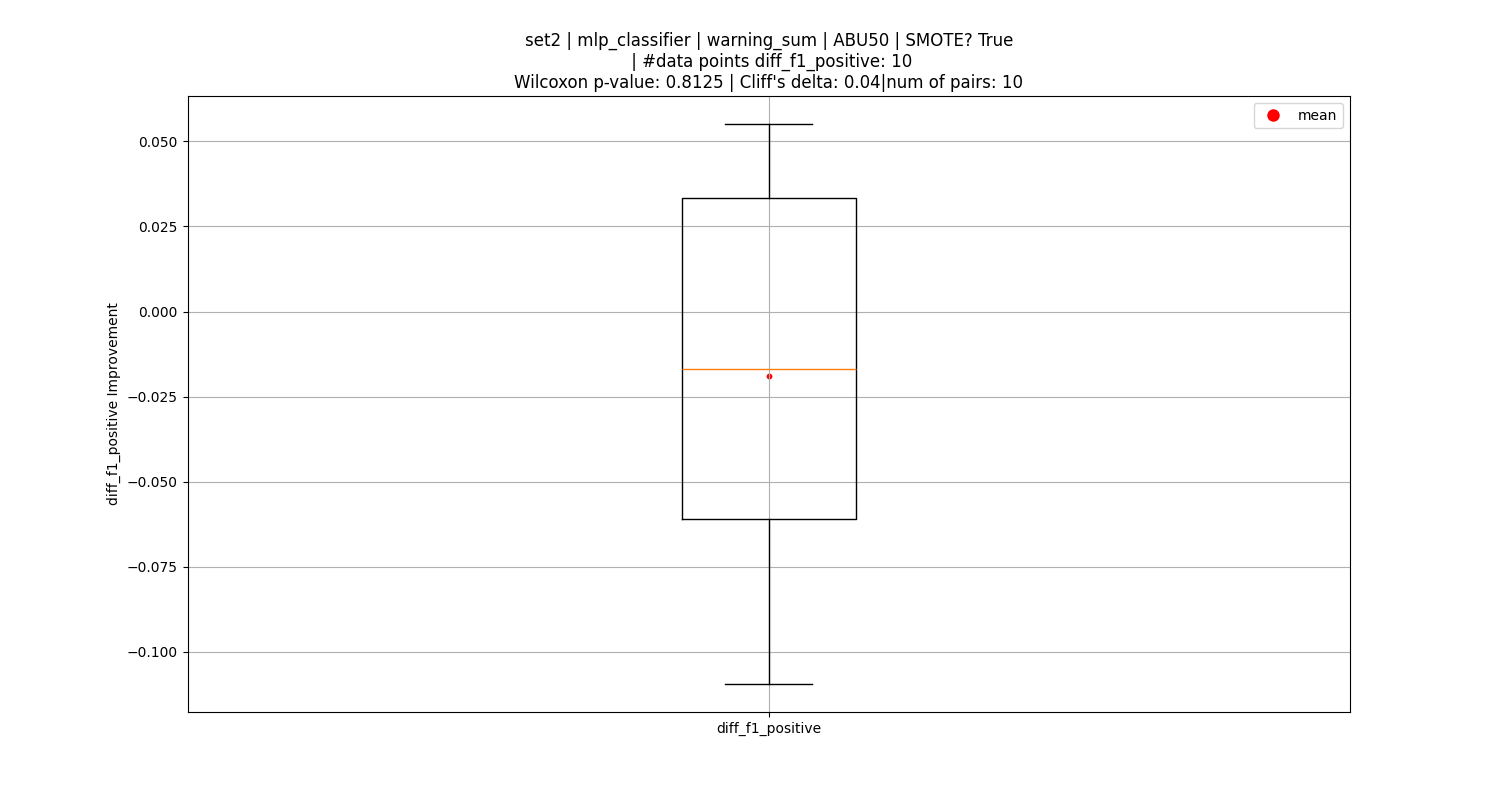 set2 | mlp_classifier | warning_sum | ABU50 | SMOTE? True
| #data points diff_f1_positive: 10
Wilcoxon p-value: 0.8125 | Cliff's delta: 0.04|num of pairs: 10
mean
0.050
0.025
0.000
−0.025
−0.050
−0.075
−0.100
diff_f1_positive Improvement
diff_f1_positive